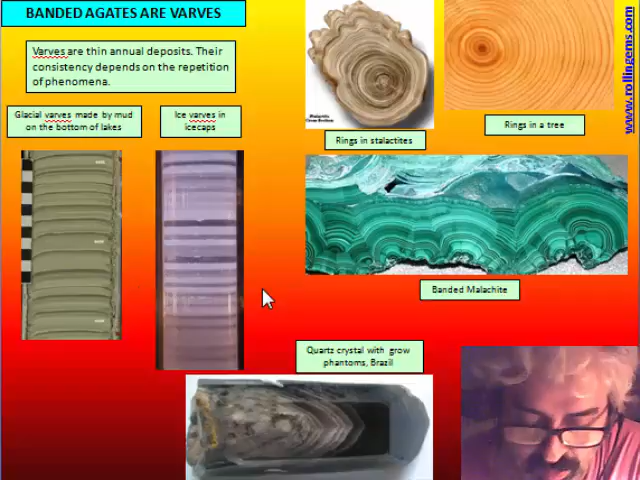 BANDED AGATES ARE VARVES
Varves are thin annual deposits. Their
consistency depends on the repetition
of phenomena.
Glacial varves made by mud
on the bottom of lakes
Ice varves in
icecaps
Rings in stalactites
Rings in a tree
www.rollingems.com
Banded Malachite
Quartz crystal with grow
phantoms, Brazil